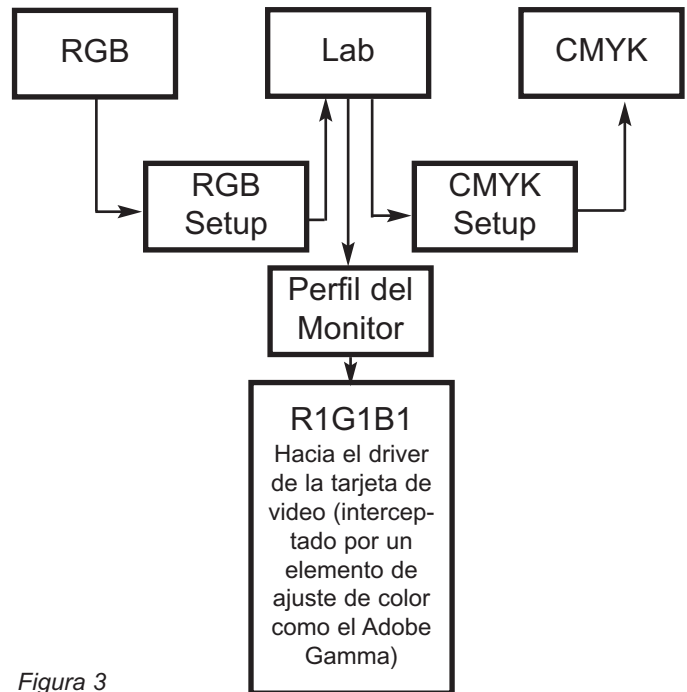 RGB
Lab
CMYK
RGB
Setup
CMYK
Setup
Perfil del
Monitor
R1G1B1
Hacia el driver
de la tarjeta de
video (intercep-
tado por un
elemento de
ajuste de color
como el Adobe
Gamma)
Figura 3